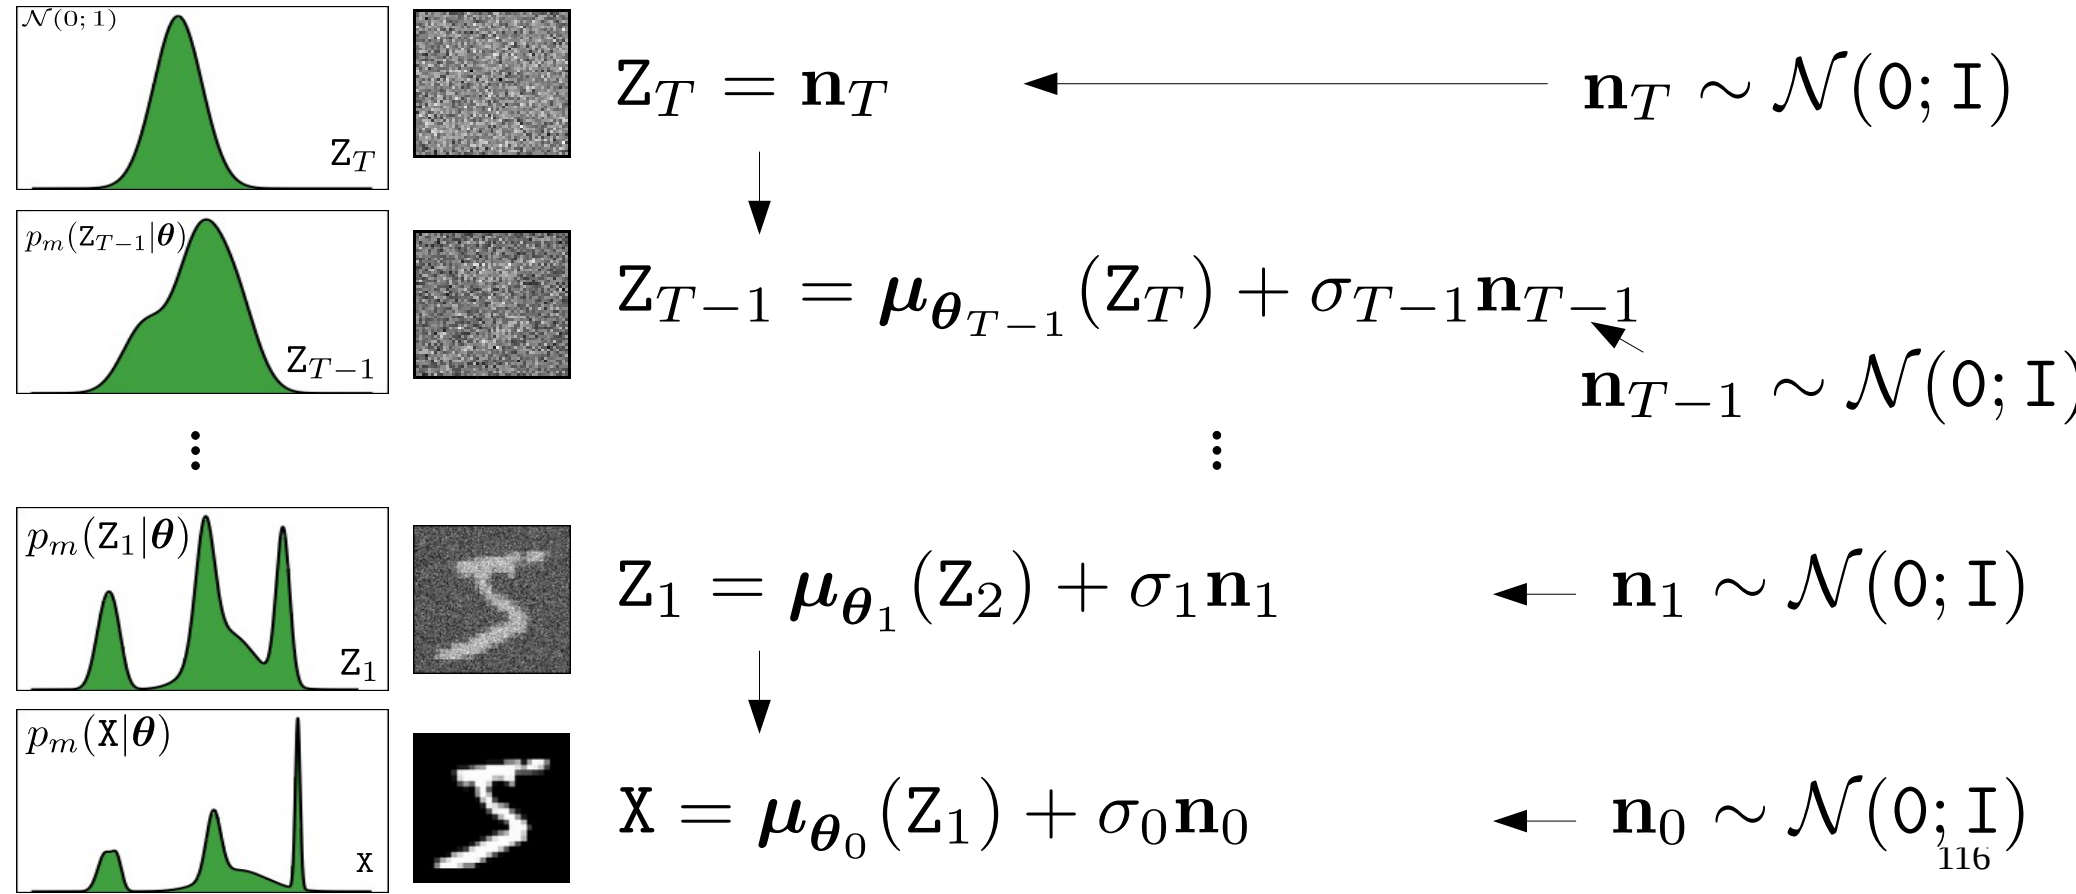 𝒩(0; 1)
Z_T
Z_T = n_T
n_T ∼ 𝒩(0; I)
p_m(Z_{T−1}|θ)
Z_{T−1}
Z_{T−1} = μ_{θ_{T−1}}(Z_T) + σ_{T−1}n_{T−1}
n_{T−1} ∼ 𝒩(0; I)
p_m(Z_1|θ)
Z_1
Z_1 = μ_{θ_1}(Z_2) + σ_1n_1
n_1 ∼ 𝒩(0; I)
p_m(X|θ)
X
X = μ_{θ_0}(Z_1) + σ_0n_0
n_0 ∼ 𝒩(0; I)
116